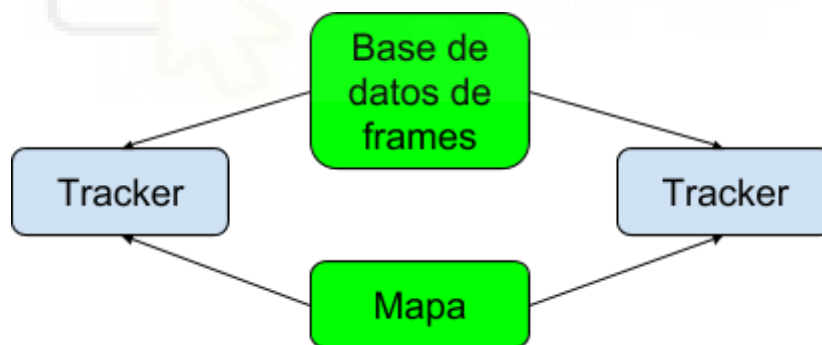 Base de
datos de
frames
Tracker
Tracker
Mapa